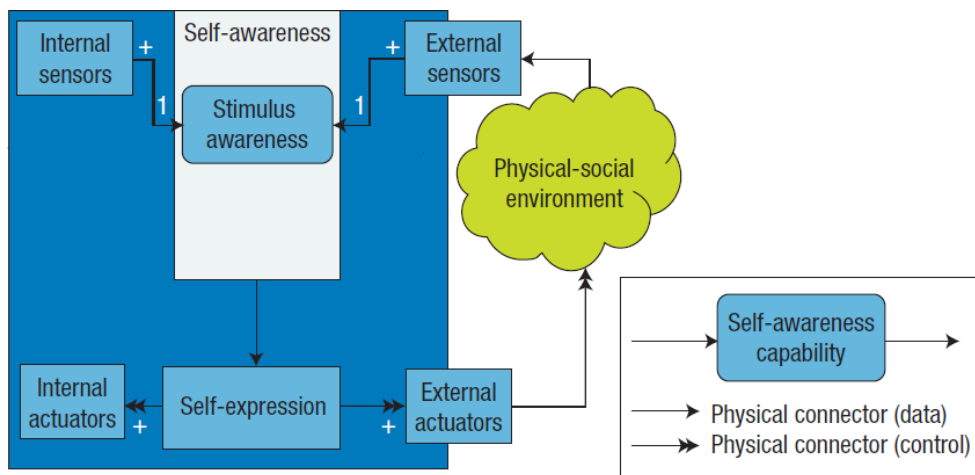 Internal
sensors
+
1
Self-awareness
Stimulus
awareness
+
1
External
sensors
Physical-social
environment
Internal
actuators
+
Self-expression
+
External
actuators
Self-awareness
capability
Physical connector (data)
Physical connector (control)